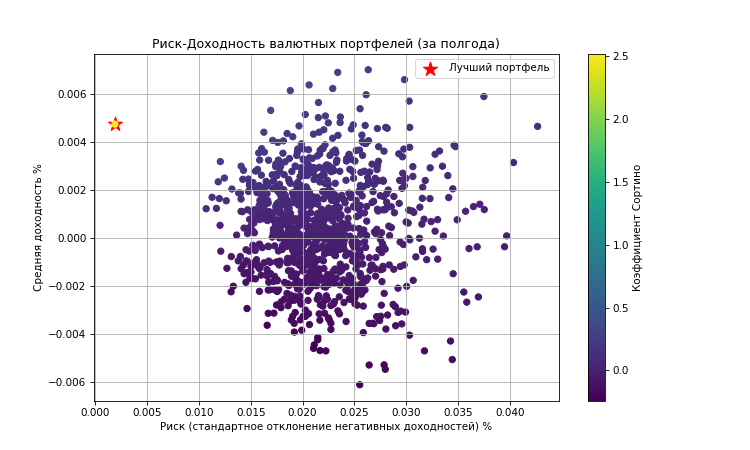 Риск-Доходность валютных портфелей (за полгода)
Лучший портфель
Средняя доходность %
0.006
0.004
0.002
0.000
−0.002
−0.004
−0.006
0.000 0.005 0.010 0.015 0.020 0.025 0.030 0.035 0.040
Риск (стандартное отклонение негативных доходностей) %
2.5
2.0
1.5
1.0
0.5
0.0
Коэффициент Сортино